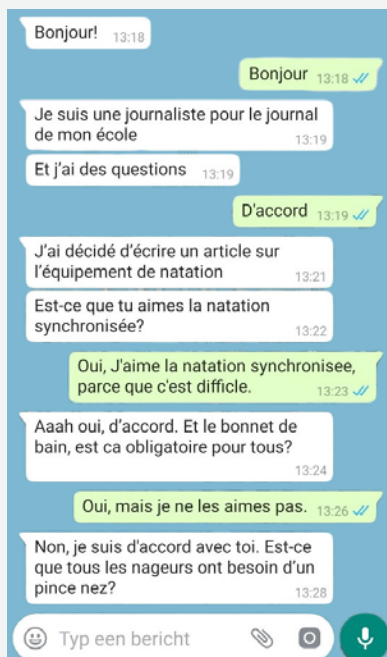 Bonjour! 13:18
Bonjour 13:18
Je suis une journaliste pour le journal
de mon école 13:19
Et j'ai des questions 13:19
D'accord 13:19
J'ai décidé d'écrire un article sur
l'équipement de natation 13:21
Est-ce que tu aimes la natation
synchronisée? 13:22
Oui, J'aime la natation synchronisee,
parce que c'est difficle. 13:23
Aaah oui, d'accord. Et le bonnet de
bain, est ca obligatoire pour tous?
13:24
Oui, mais je ne les aimes pas. 13:26
Non, je suis d'accord avec toi. Est-ce
que tous les nageurs ont besoin d'un
pince nez? 13:28
Typ een bericht